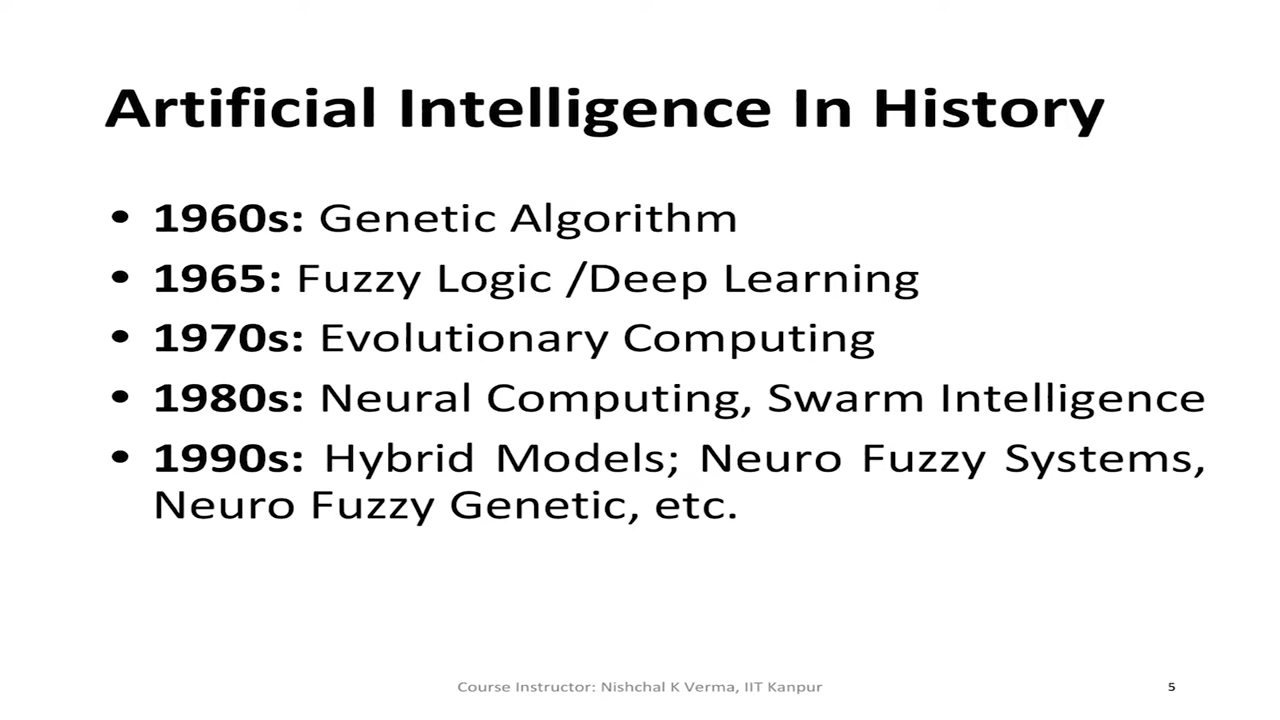 Artificial Intelligence In History
• 1960s: Genetic Algorithm
• 1965: Fuzzy Logic /Deep Learning
• 1970s: Evolutionary Computing
• 1980s: Neural Computing, Swarm Intelligence
• 1990s: Hybrid Models; Neuro Fuzzy Systems,
Neuro Fuzzy Genetic, etc.
Course Instructor: Nishchal K Verma, IIT Kanpur
5